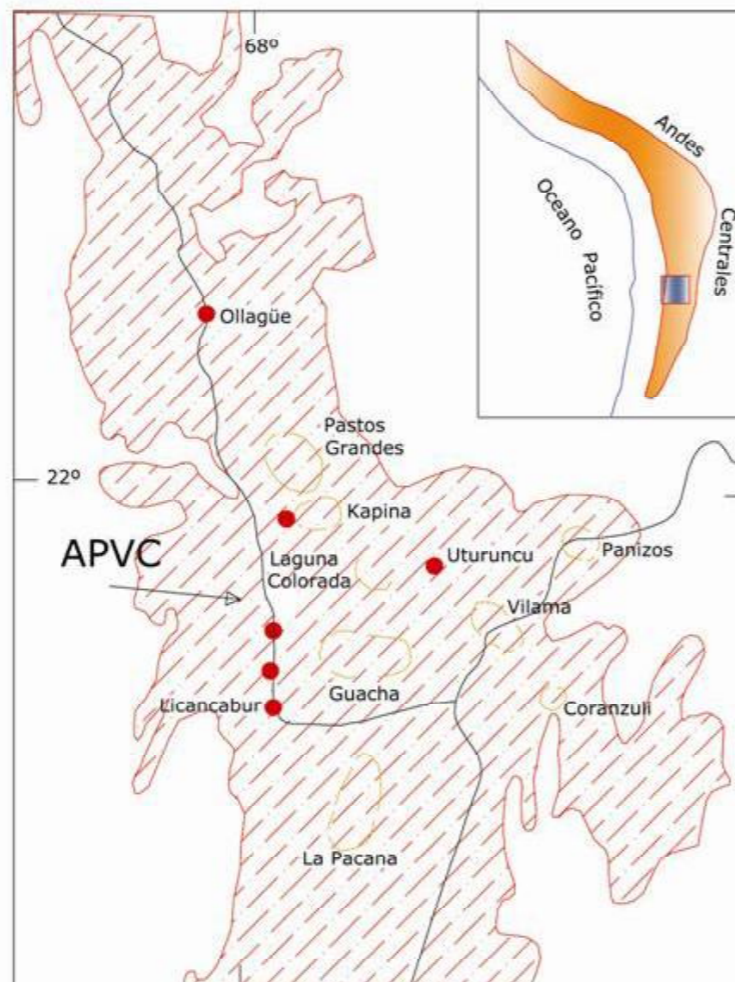 68º
Andes
Centrales
Oceano
Pacífico
Ollagüe
Pastos
Grandes
22º
Kapina
APVC
Laguna
Colorada
Uturuncu
Panizos
Vilama
Guacha
Licancabur
Coranzuli
La Pacana